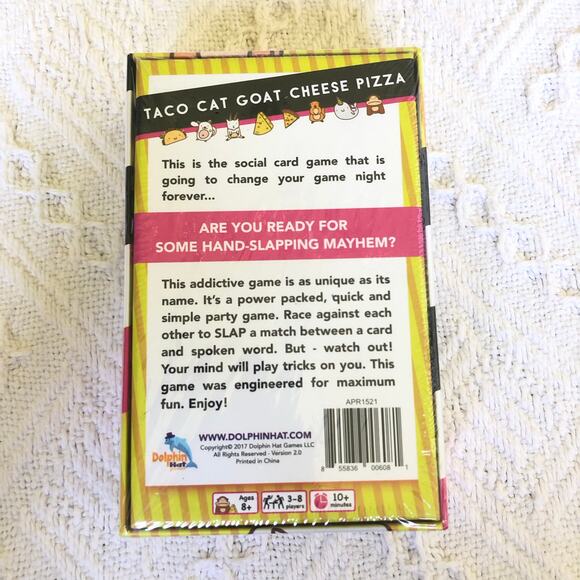 TACO CAT GOAT CHEESE PIZZA
This is the social card game that is
going to change your game night
forever...
ARE YOU READY FOR
SOME HAND-SLAPPING MAYHEM?
This addictive game is as unique as its
name. It's a power packed, quick and
simple party game. Race against each
other to SLAP a match between a card
and spoken word. But - watch out!
Your mind will play tricks on you. This
game was engineered for maximum
fun. Enjoy!
APR1521
WWW.DOLPHINHAT.COM
Copyright© 2017 Dolphin Hat Games LLC
All Rights Reserved - Version 2.0
Printed in China
Dolphin
Hat
8 55836 00608 1
Ages
8+
3-8
players
10+
minutes